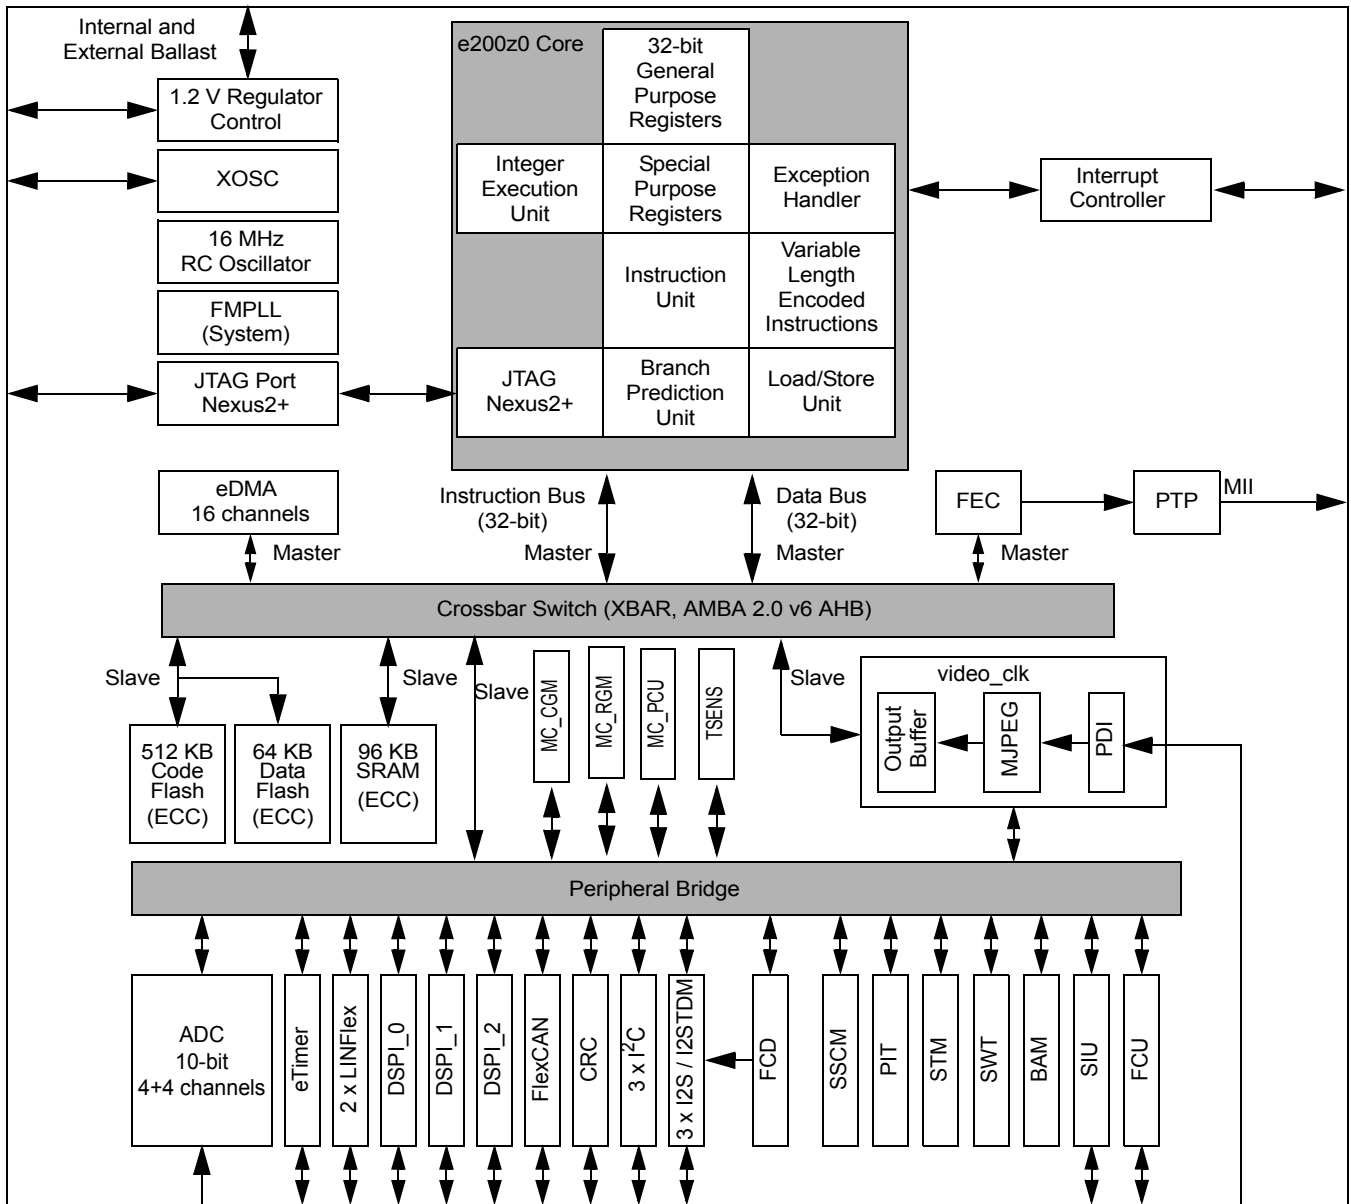 Internal and
External Ballast
1.2 V Regulator
Control
XOSC
16 MHz
RC Oscillator
FMPLL
(System)
JTAG Port
Nexus2+
e200z0 Core
32-bit
General
Purpose
Registers
Integer
Execution
Unit
Special
Purpose
Registers
Exception
Handler
Instruction
Unit
Variable
Length
Encoded
Instructions
JTAG
Nexus2+
Branch
Prediction
Unit
Load/Store
Unit
Interrupt
Controller
eDMA
16 channels
Master
Instruction Bus
(32-bit)
Master
Data Bus
(32-bit)
Master
FEC
Master
PTP
MII
Crossbar Switch (XBAR, AMBA 2.0 v6 AHB)
Slave
Slave
Slave
Slave
512 KB
Code
Flash
(ECC)
64 KB
Data
Flash
(ECC)
96 KB
SRAM
(ECC)
MC_CGM
MC_RGM
MC_PCU
TSENS
video_clk
Output
Buffer
MJPEG
PDI
Peripheral Bridge
ADC
10-bit
4+4 channels
eTimer
2 x LINFlex
DSPI_0
DSPI_1
DSPI_2
FlexCAN
CRC
3 x I²C
3 x I2S / I2STDM
FCD
SSCM
PIT
STM
SWT
BAM
SIU
FCU